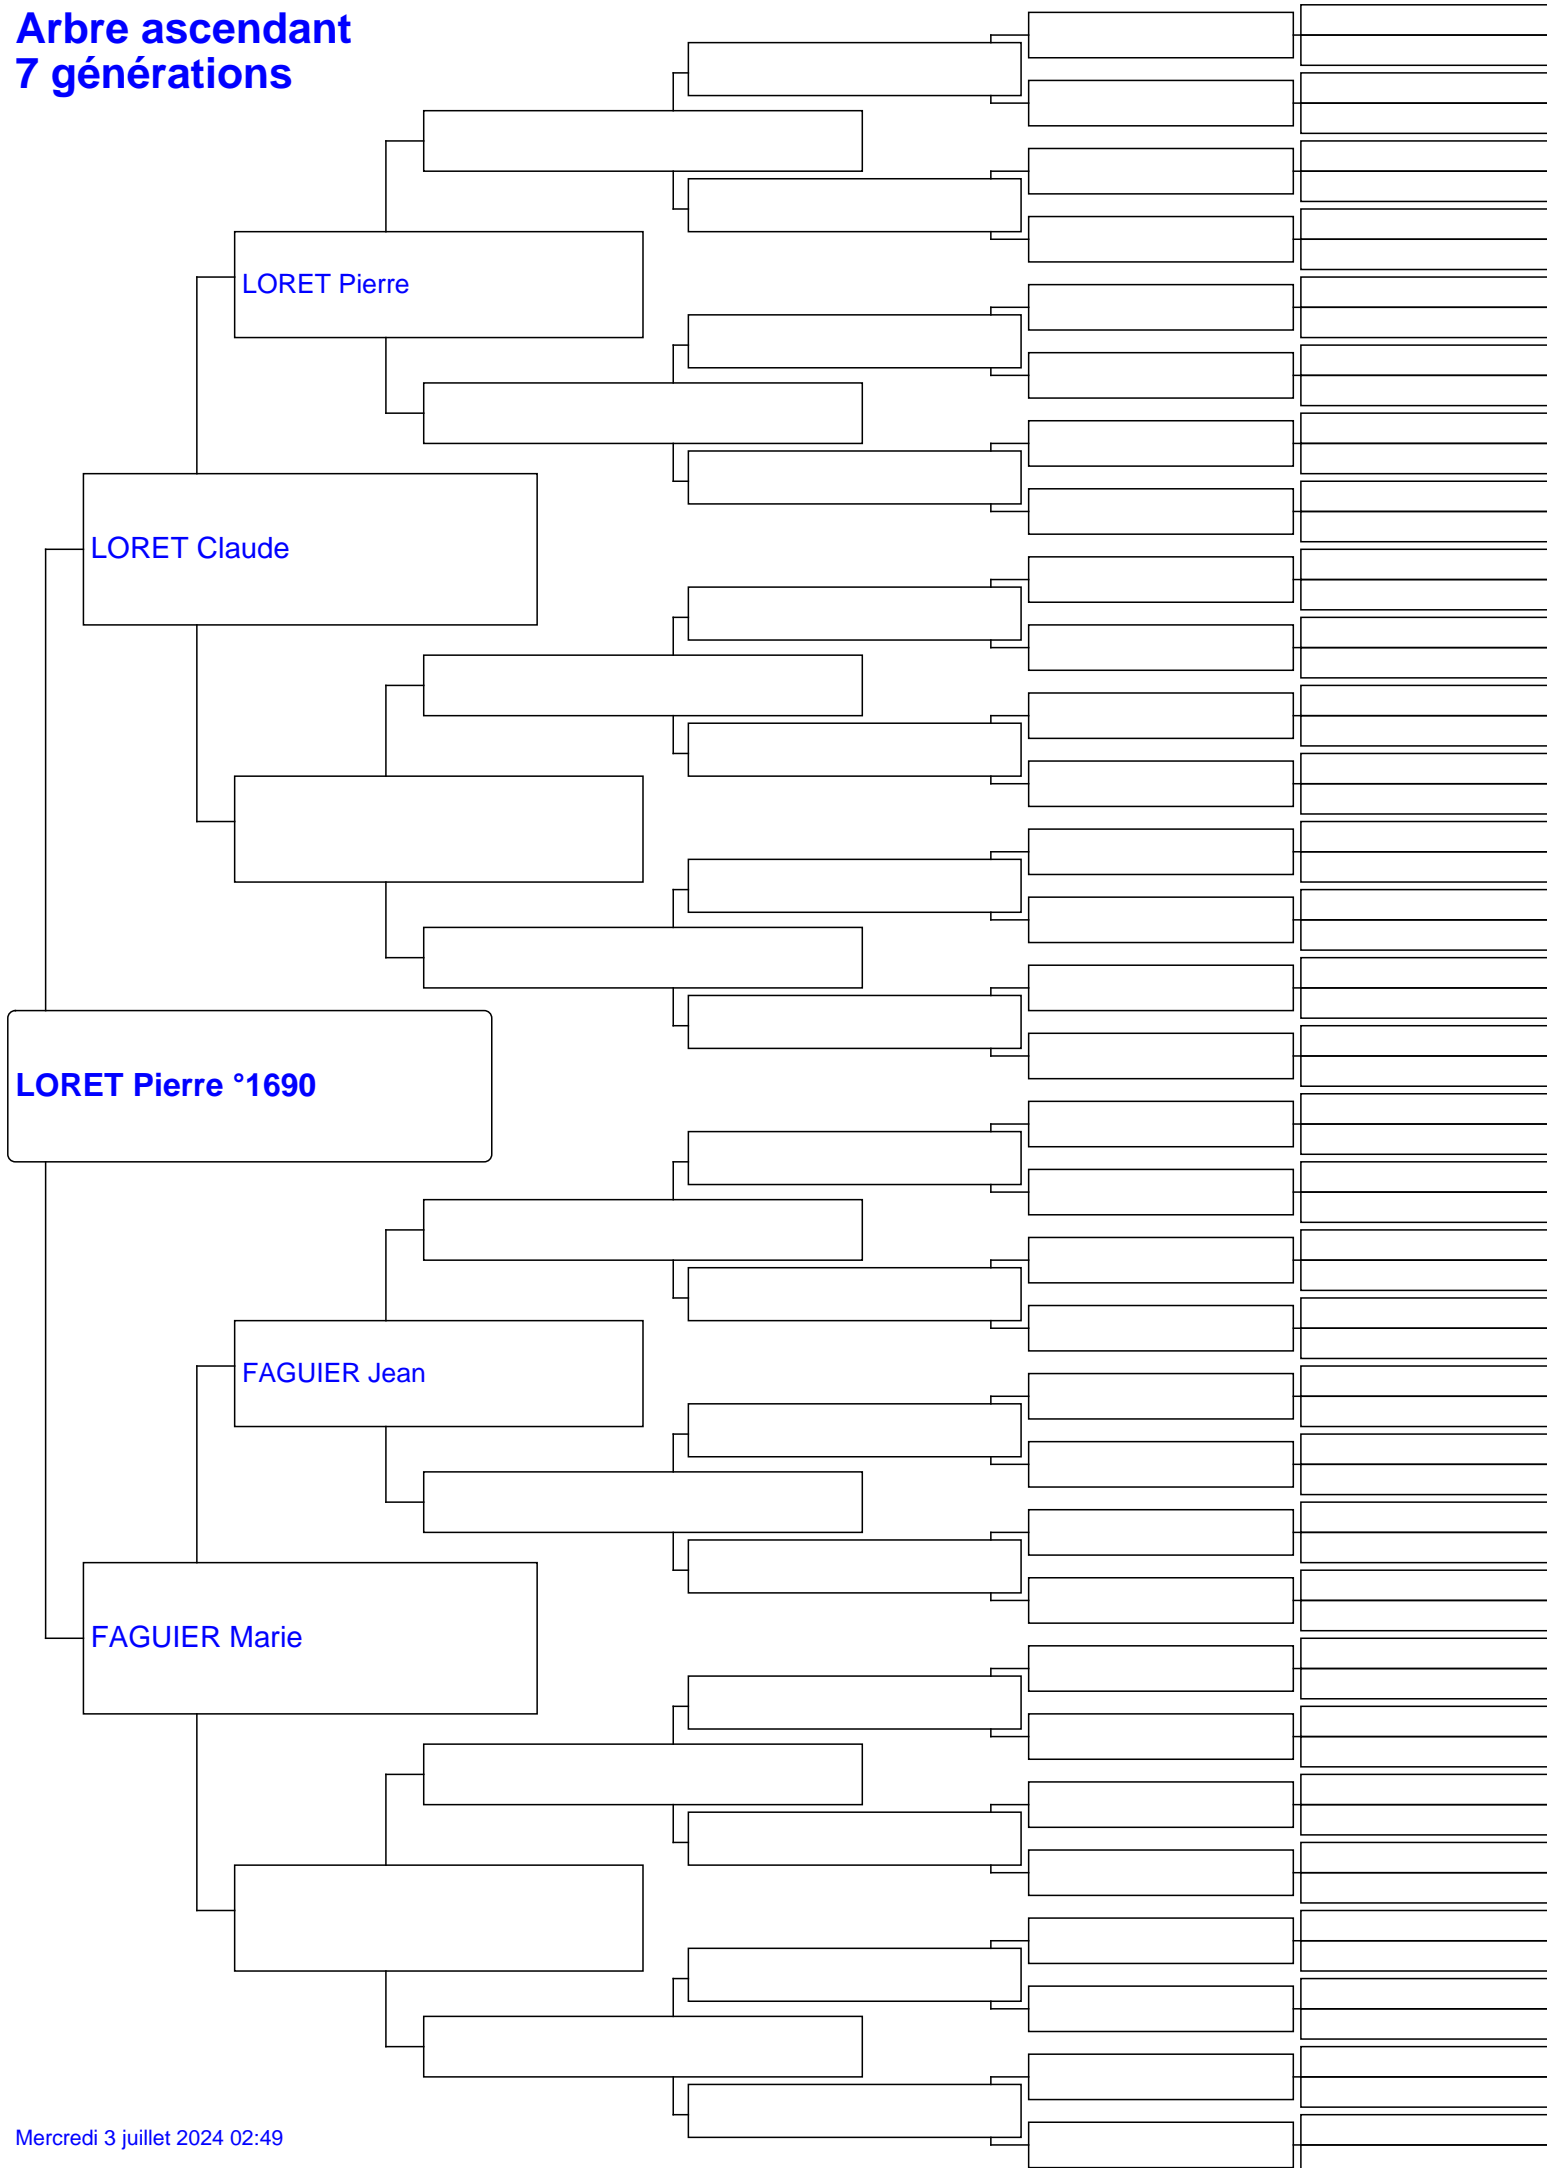 Arbre ascendant
7 générations
LORET Pierre
LORET Claude
LORET Pierre °1690
FAGUIER Jean
FAGUIER Marie
Mercredi 3 juillet 2024 02:49